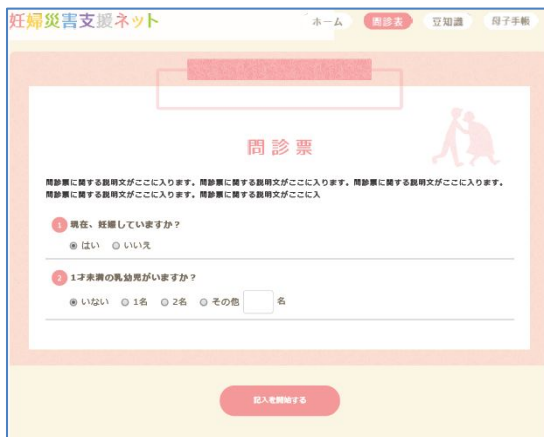 妊婦災害支援ネット
ホーム 問診表 豆知識 母子手帳
問診票
問診票に関する説明文がここに入ります。問診票に関する説明文がここに入ります。問診票に関する説明文がここに入ります。
問診票に関する説明文がここに入ります。問診票に関する説明文がここに入
1 現在、妊娠していますか？
はい いいえ
2 1才未満の乳幼児がいますか？
いない 1名 2名 その他 名
記入を開始する